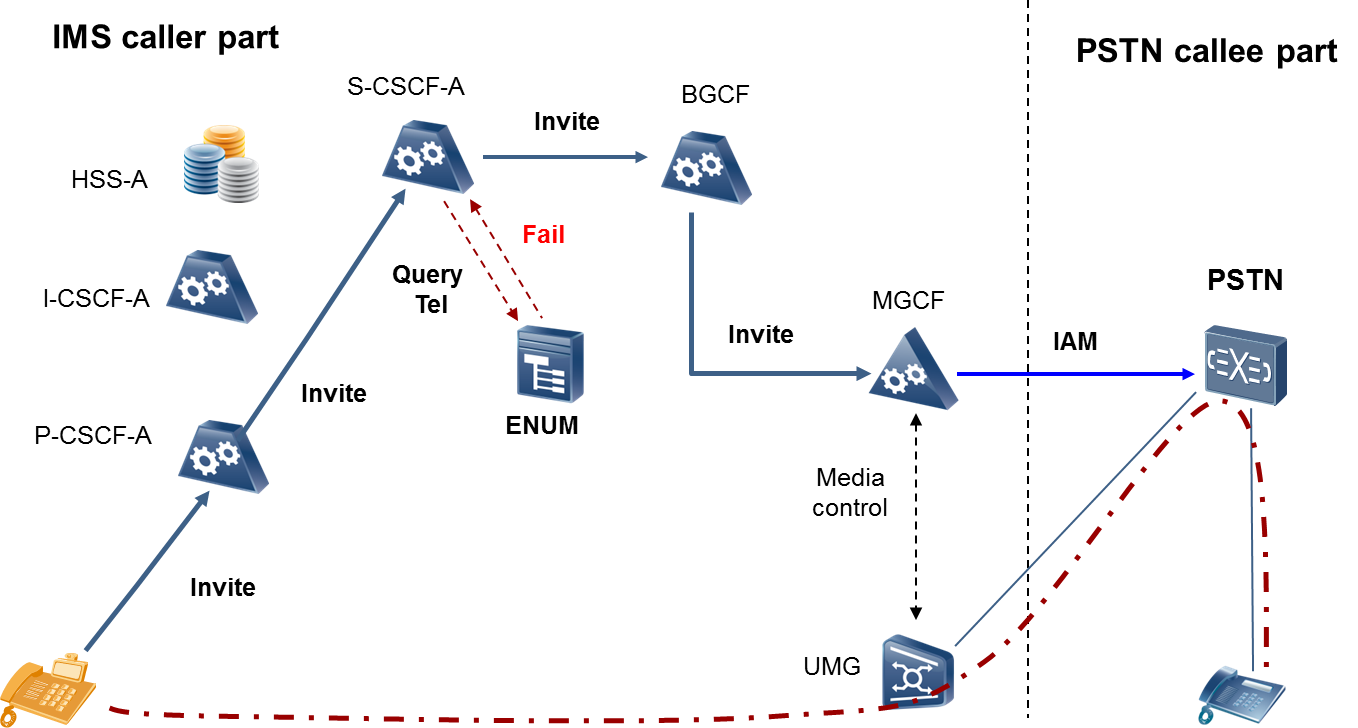 IMS caller part
PSTN callee part
S-CSCF-A
BGCF
Invite
HSS-A
Fail
Query
Tel
PSTN
I-CSCF-A
MGCF
Invite
IAM
Invite
ENUM
P-CSCF-A
Media
control
Invite
UMG